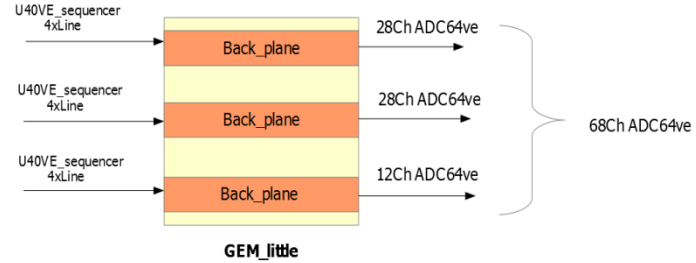 U40VE_sequencer
4xLine
Back_plane
28Ch ADC64ve
U40VE_sequencer
4xLine
Back_plane
28Ch ADC64ve
68Ch ADC64ve
U40VE_sequencer
4xLine
Back_plane
12Ch ADC64ve
GEM_little